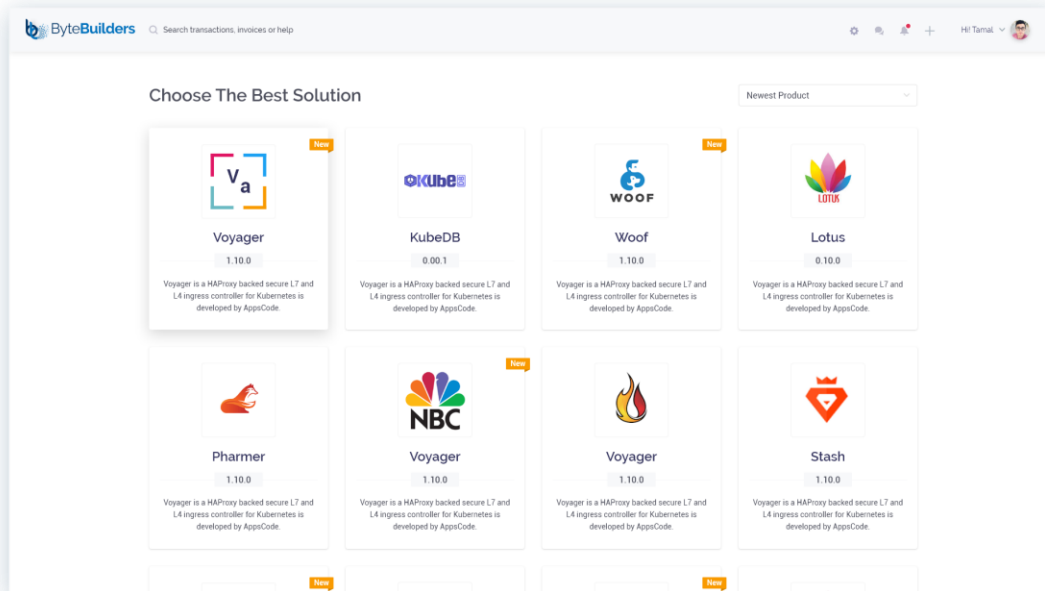 ByteBuilders
Search transactions, invoices or help
Hi! Tamal
Choose The Best Solution
Newest Product
New
V
a
Voyager
1.10.0
Voyager is a HAProxy backed secure L7 and
L4 ingress controller for Kubernetes is
developed by AppsCode.
KubeDB
0.00.1
Voyager is a HAProxy backed secure L7 and
L4 ingress controller for Kubernetes is
developed by AppsCode.
New
WOOF
Woof
1.10.0
Voyager is a HAProxy backed secure L7 and
L4 ingress controller for Kubernetes is
developed by AppsCode.
LOTUS
Lotus
0.10.0
Voyager is a HAProxy backed secure L7 and
L4 ingress controller for Kubernetes is
developed by AppsCode.
Pharmer
1.10.0
Voyager is a HAProxy backed secure L7 and
L4 ingress controller for Kubernetes is
developed by AppsCode.
New
NBC
Voyager
1.10.0
Voyager is a HAProxy backed secure L7 and
L4 ingress controller for Kubernetes is
developed by AppsCode.
Voyager
1.10.0
Voyager is a HAProxy backed secure L7 and
L4 ingress controller for Kubernetes is
developed by AppsCode.
Stash
1.10.0
Voyager is a HAProxy backed secure L7 and
L4 ingress controller for Kubernetes is
developed by AppsCode.
New
New